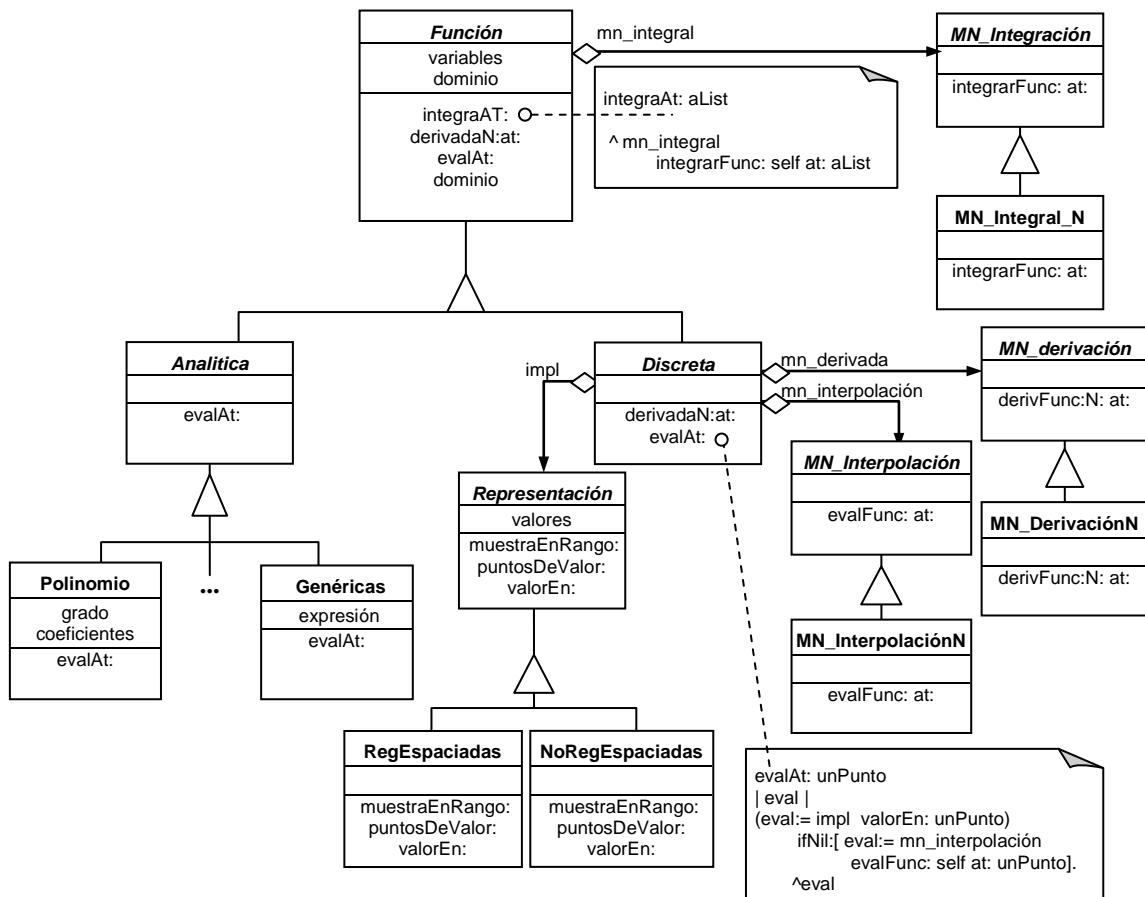 Función
variables
dominio
integraAT:
derivadaN:at:
evalAt:
dominio
mn_integral
integraAt: aList
^ mn_integral
integrarFunc: self at: aList
MN_Integración
integrarFunc: at:
MN_Integral_N
integrarFunc: at:
Analitica
evalAt:
impl
Discreta
derivadaN:at:
evalAt:
mn_derivada
mn_interpolación
MN_derivación
derivFunc:N: at:
MN_DerivaciónN
derivFunc:N: at:
MN_Interpolación
evalFunc: at:
MN_InterpolaciónN
evalFunc: at:
Representación
valores
muestraEnRango:
puntosDeValor:
valorEn:
Polinomio
grado
coeficientes
evalAt:
...
Genéricas
expresión
evalAt:
RegEspaciadas
muestraEnRango:
puntosDeValor:
valorEn:
NoRegEspaciadas
muestraEnRango:
puntosDeValor:
valorEn:
evalAt: unPunto
| eval |
(eval:= impl valorEn: unPunto)
ifNil:[ eval:= mn_interpolación
evalFunc: self at: unPunto].
^eval